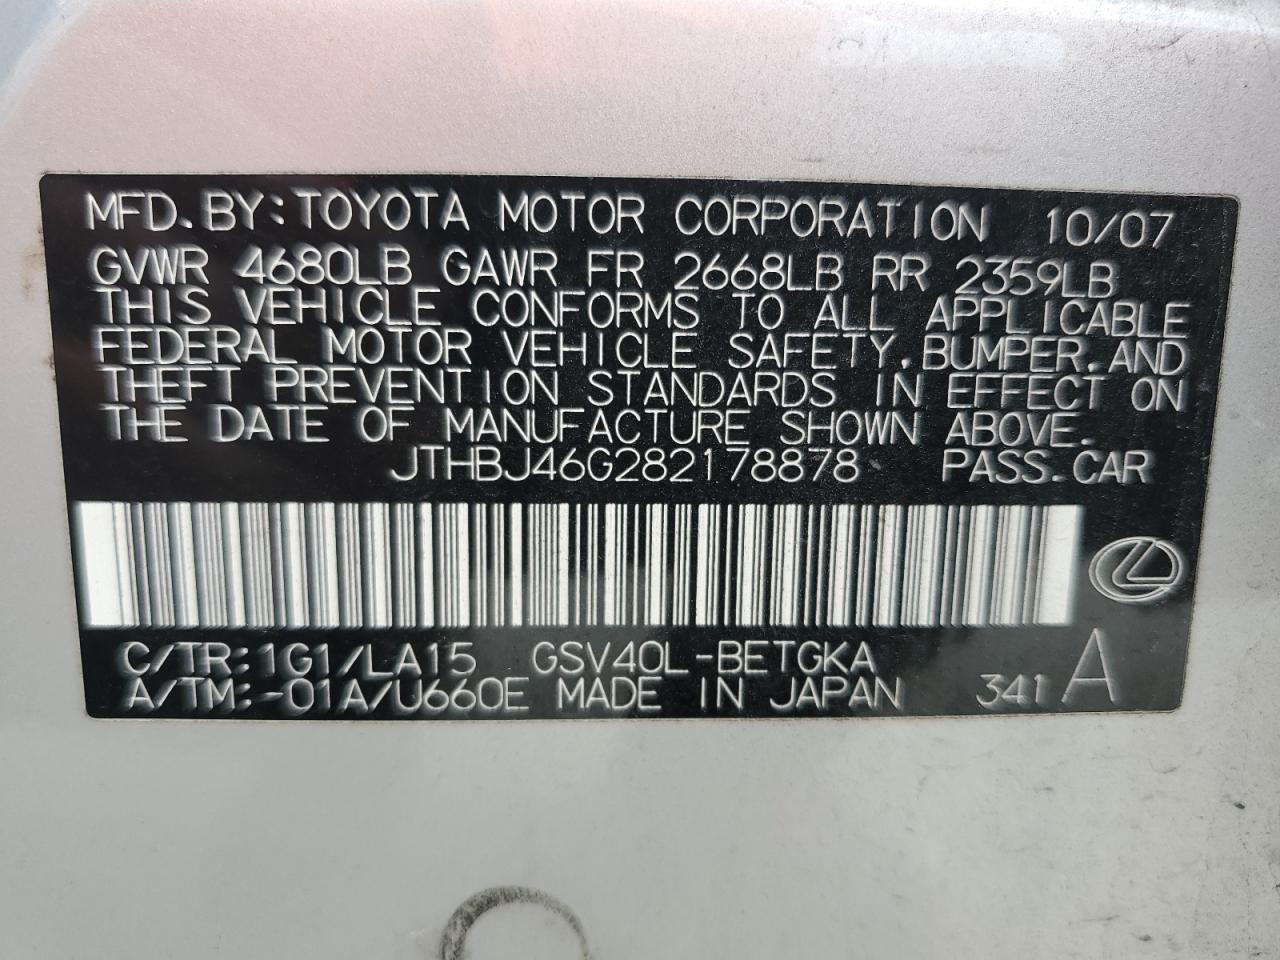 MFD.BY:TOYOTA MOTOR CORPORATION 10/07
GVWR 4680LB GAWR FR 2668LB RR 2359LB
THIS VEHICLE CONFORMS TO ALL APPLICABLE
FEDERAL MOTOR VEHICLE SAFETY,BUMPER,AND
THEFT PREVENTION STANDARDS IN EFFECT ON
THE DATE OF MANUFACTURE SHOWN ABOVE.
JTHBJ46G282178878 PASS.CAR
C/TR:1G1/LA15 GSV40L-BETGKA
A/TM:-01A/U660E MADE IN JAPAN 341 A